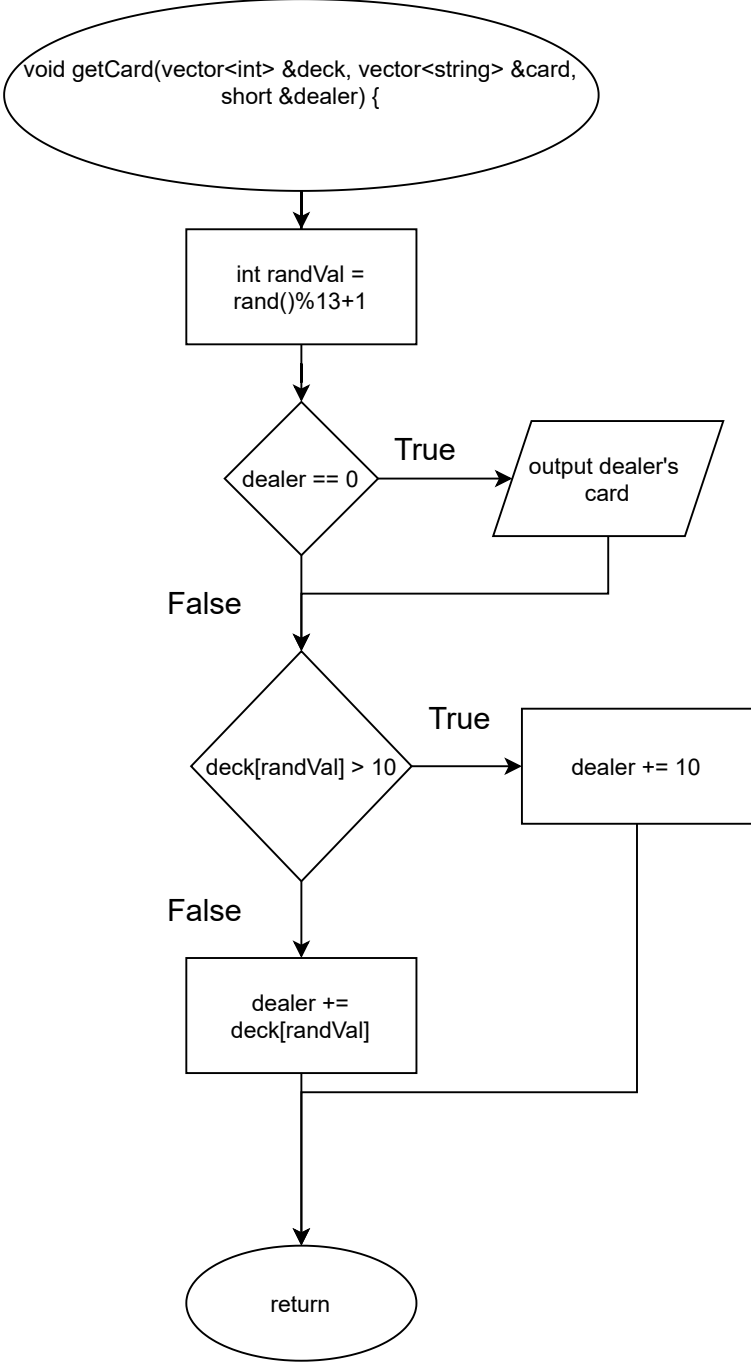 void getCard(vector<int> &deck, vector<string> &card,
short &dealer) {
int randVal =
rand()%13+1
dealer == 0
True
output dealer's
card
False
deck[randVal] > 10
True
dealer += 10
False
dealer +=
deck[randVal]
return